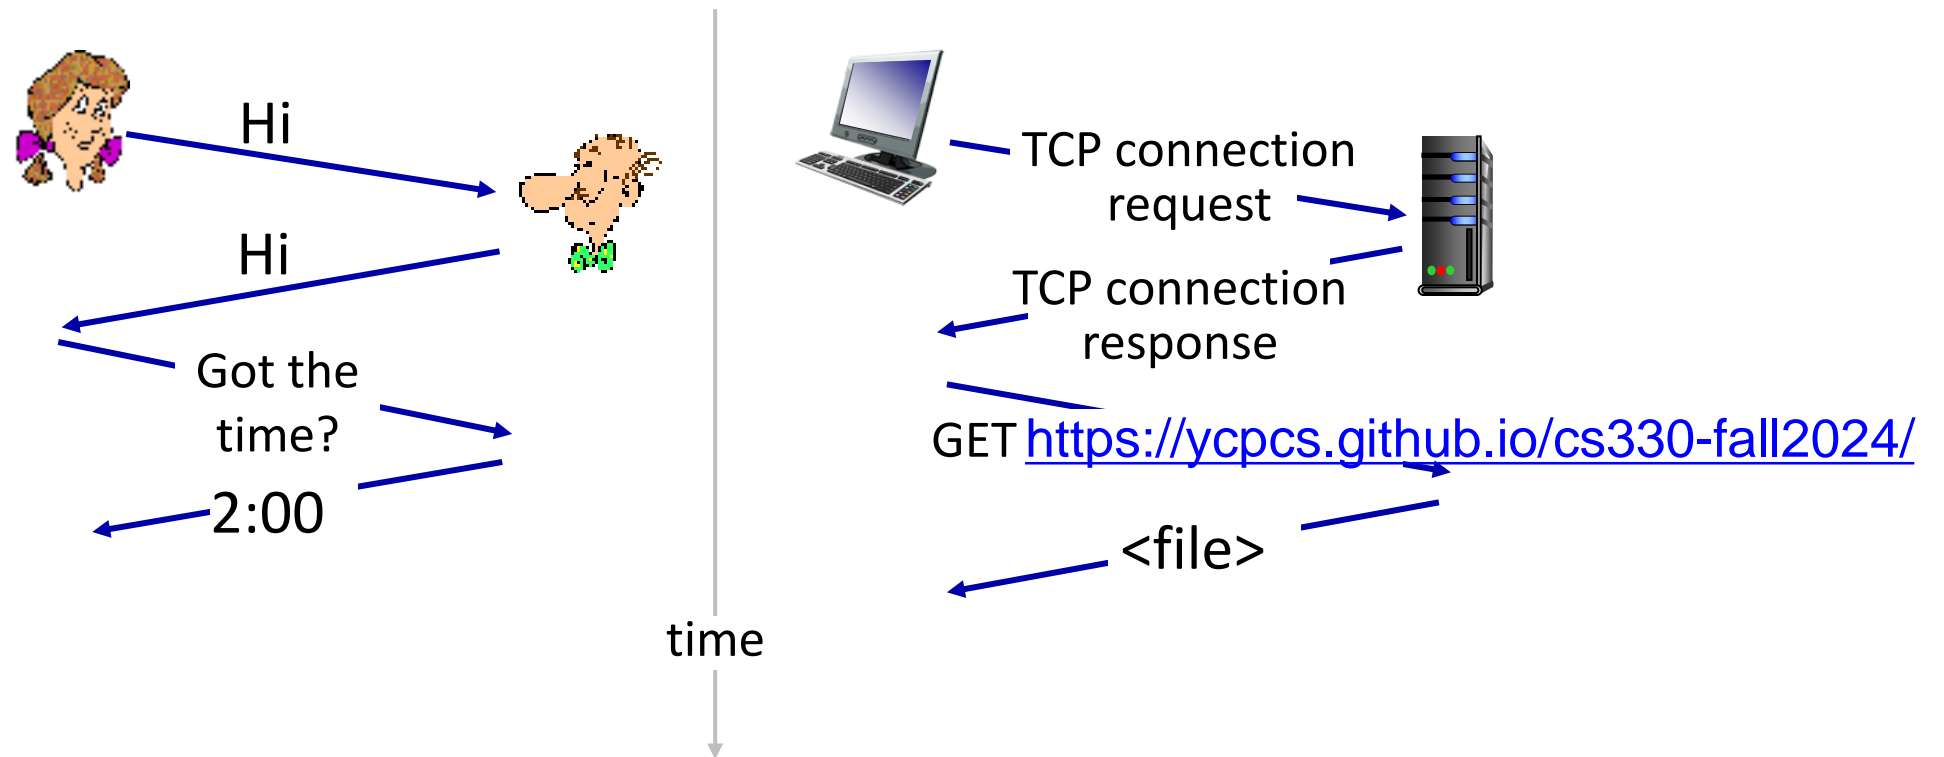 Hi
Hi
Got the
time?
2:00
time
TCP connection
request
TCP connection
response
GET https://ycpcs.github.io/cs330-fall2024/
<file>